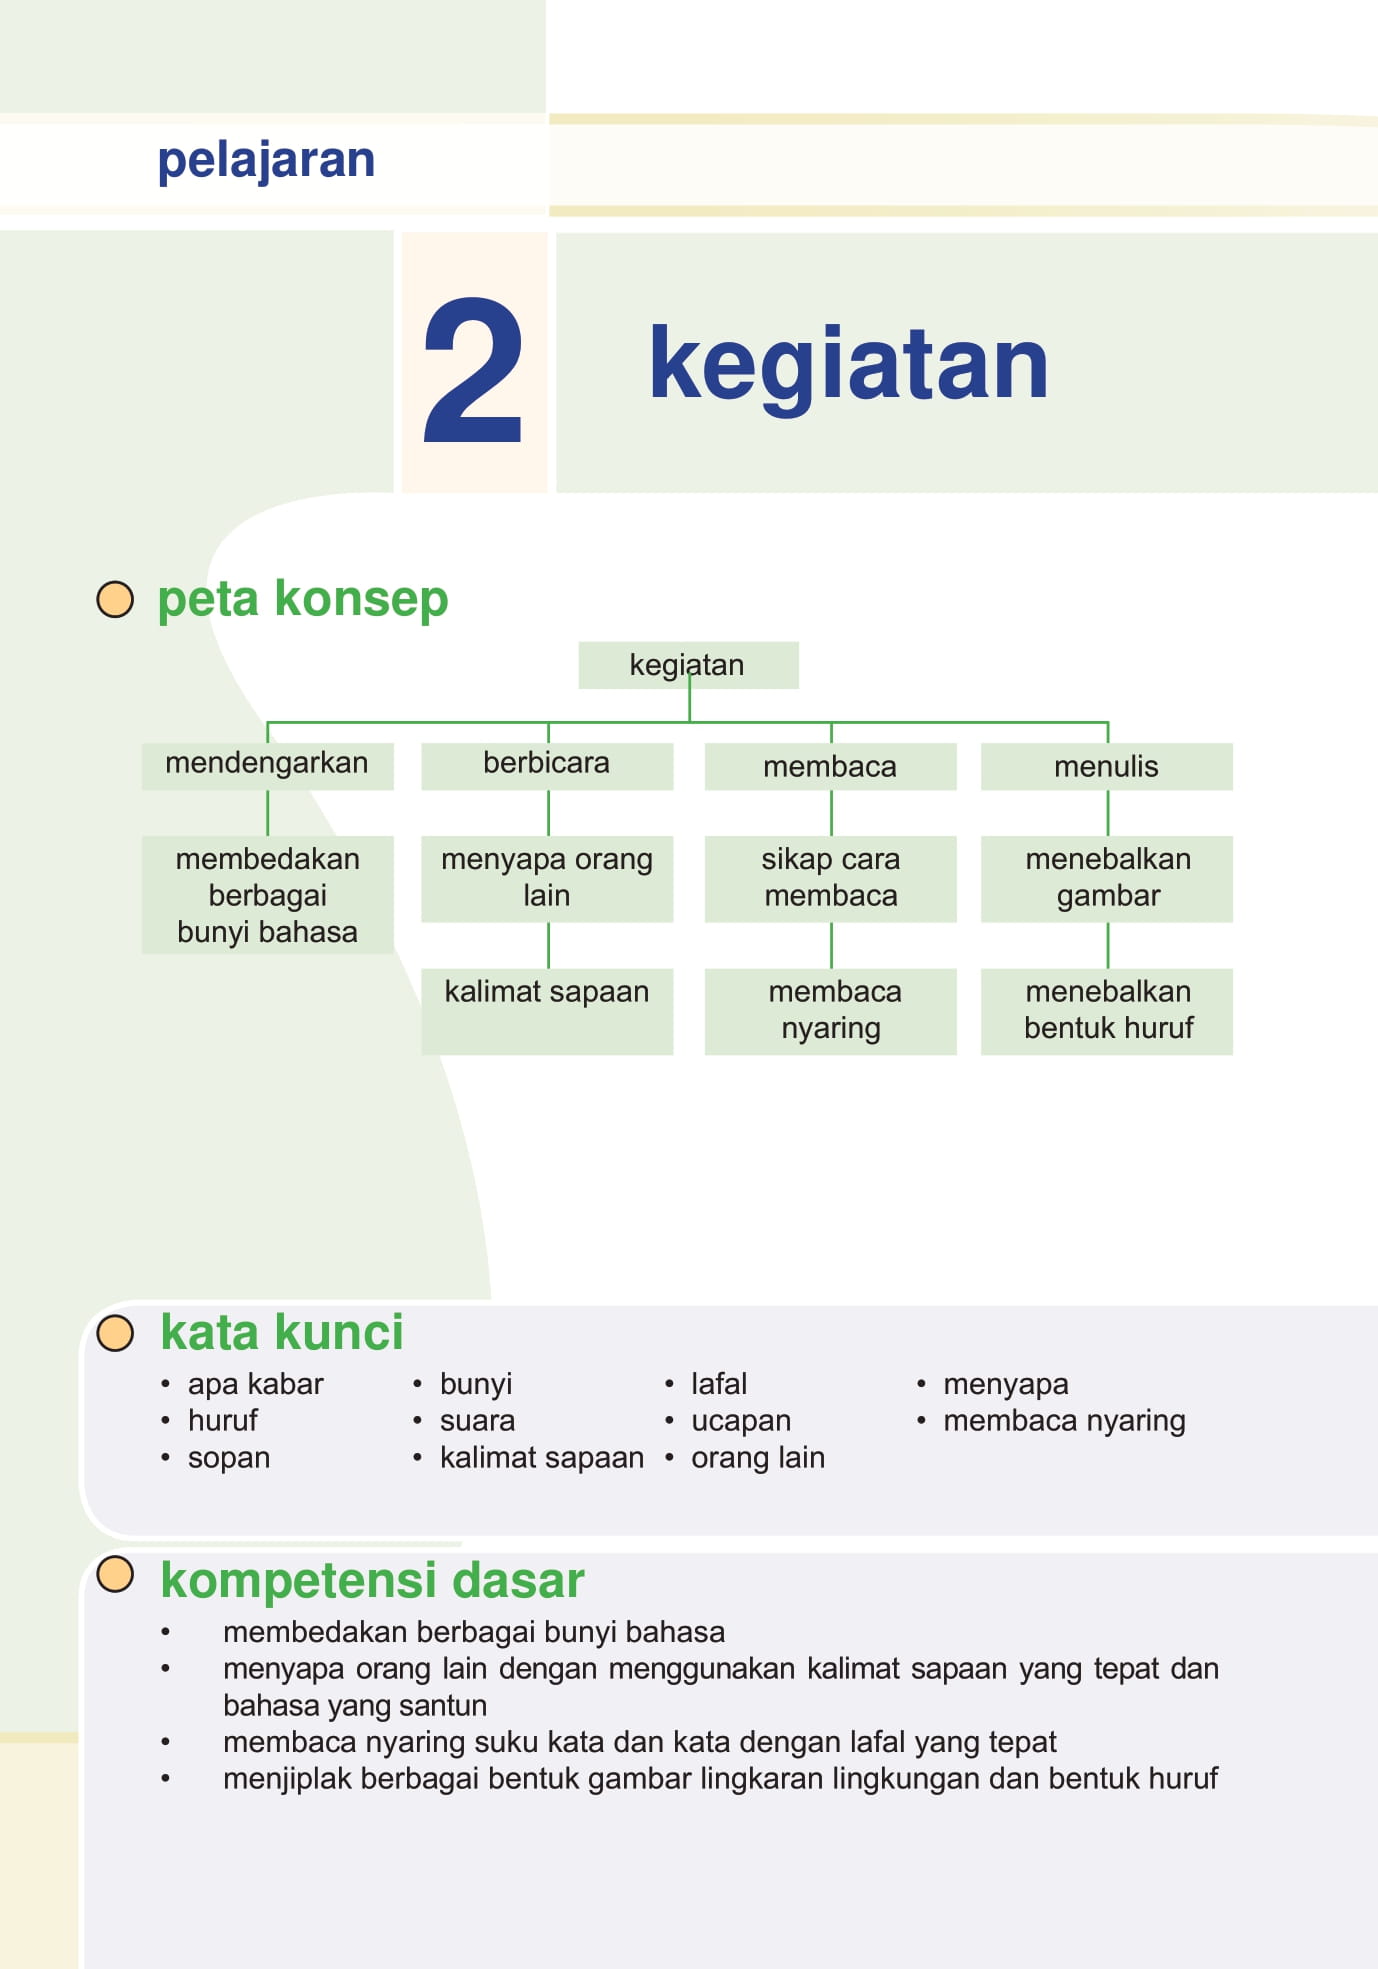 pelajaran
2
kegiatan
peta konsep
kegiatan
mendengarkan
berbicara
membaca
menulis
membedakan
berbagai
bunyi bahasa
menyapa orang
lain
sikap cara
membaca
menebalkan
gambar
kalimat sapaan
membaca
nyaring
menebalkan
bentuk huruf
kata kunci
• apa kabar
• huruf
• sopan
• bunyi
• suara
• kalimat sapaan
• lafal
• ucapan
• orang lain
• menyapa
• membaca nyaring
kompetensi dasar
• membedakan berbagai bunyi bahasa
• menyapa orang lain dengan menggunakan kalimat sapaan yang tepat dan
bahasa yang santun
• membaca nyaring suku kata dan kata dengan lafal yang tepat
• menjiplak berbagai bentuk gambar lingkaran lingkungan dan bentuk huruf